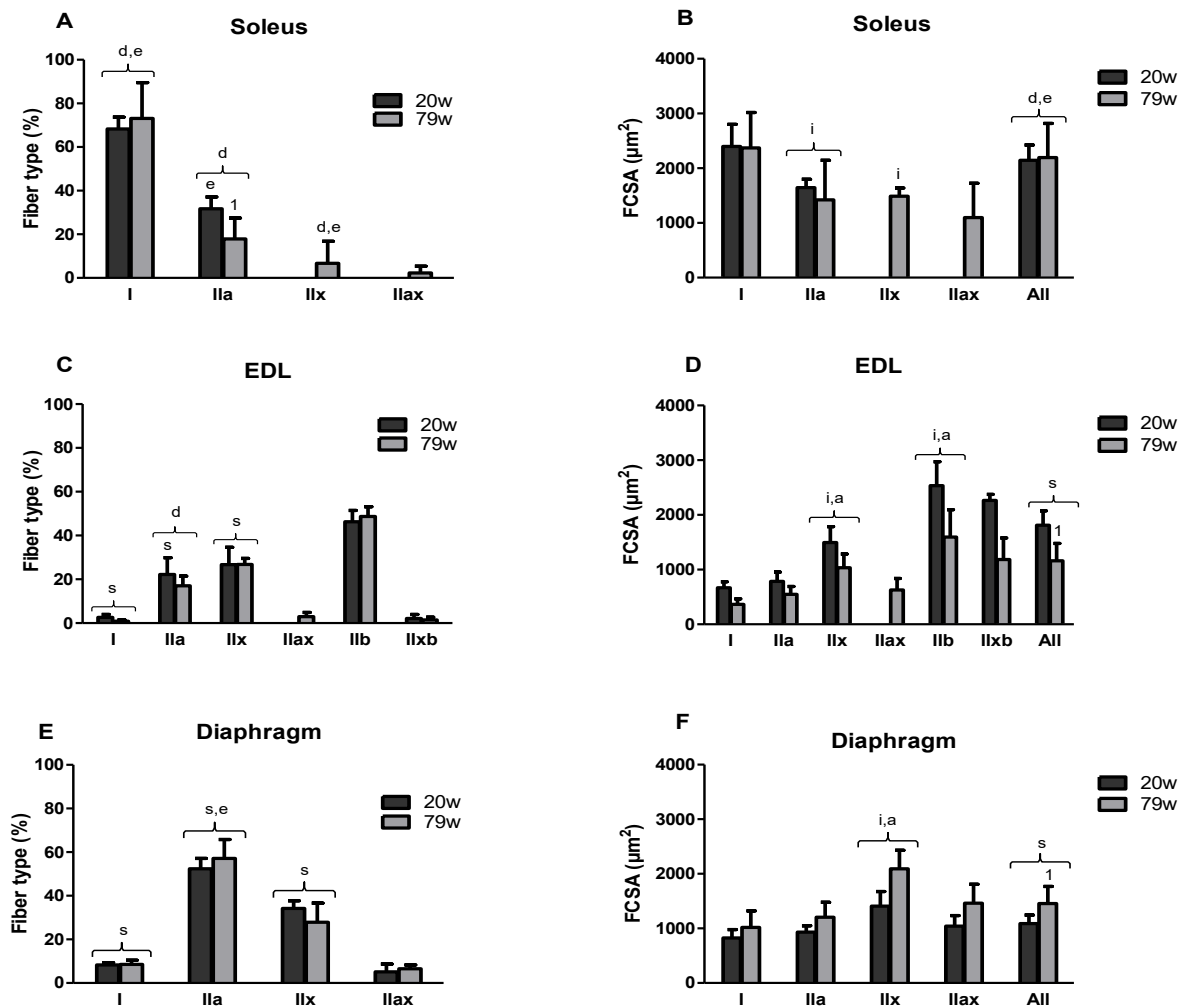 A
Soleus
100
80
60
40
20
0
Fiber type (%)
d,e
d
e
1
d,e
20w
79w
I IIa IIx IIax
B
Soleus
4000
3000
2000
1000
0
FCSA (µm²)
i
i
d,e
20w
79w
I IIa IIx IIax All
C
EDL
100
80
60
40
20
0
Fiber type (%)
s
d
s
s
20w
79w
I IIa IIx IIax IIb IIxb
D
EDL
4000
3000
2000
1000
0
FCSA (µm²)
i,a
i,a
s
1
20w
79w
I IIa IIx IIax IIb IIxb All
E
Diaphragm
100
80
60
40
20
0
Fiber type (%)
s
s,e
s
20w
79w
I IIa IIx IIax
F
Diaphragm
4000
3000
2000
1000
0
FCSA (µm²)
i,a
s
1
20w
79w
I IIa IIx IIax All